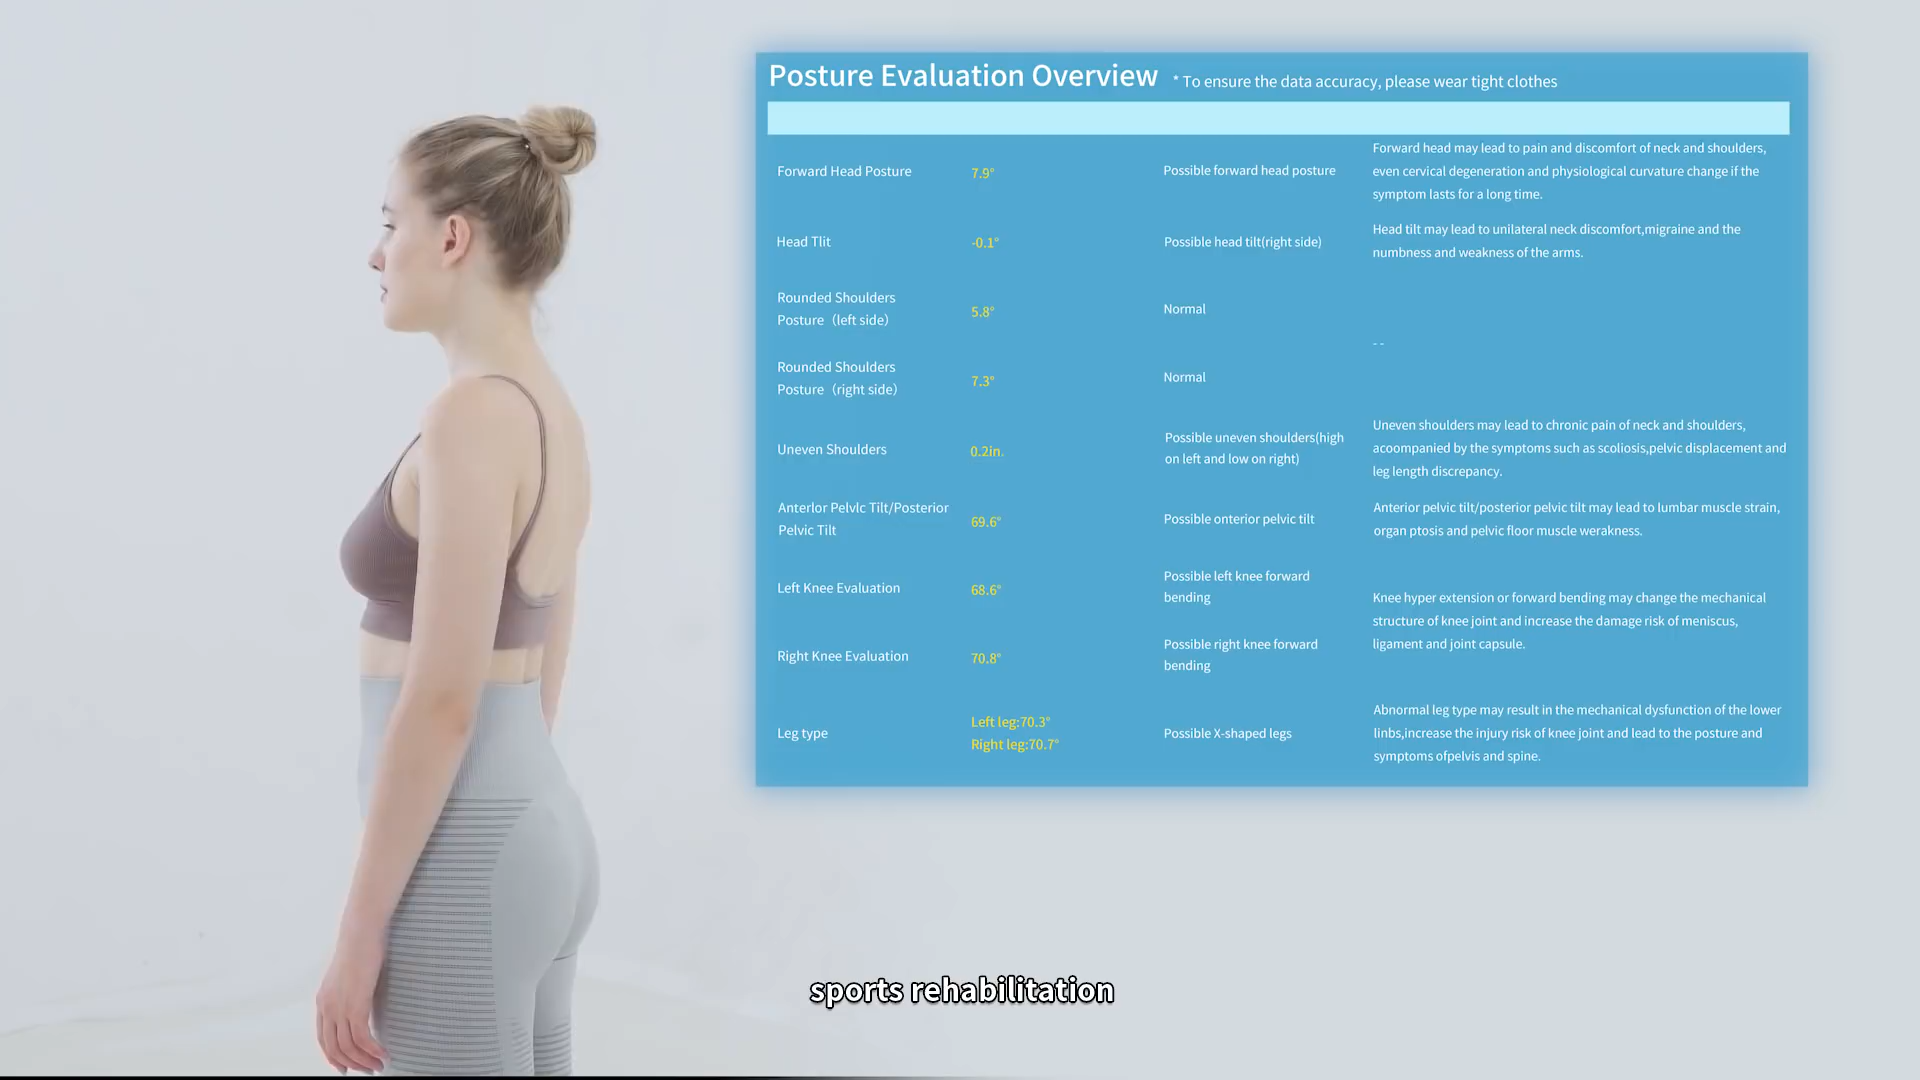 Posture Evaluation Overview * To ensure the data accuracy, please wear tight clothes
Forward Head Posture
7.9°
Possible forward head posture
Forward head may lead to pain and discomfort of neck and shoulders,
even cervical degeneration and physiological curvature change if the
symptom lasts for a long time.
Head Tlit
-0.1°
Possible head tilt(right side)
Head tilt may lead to unilateral neck discomfort,migraine and the
numbness and weakness of the arms.
Rounded Shoulders
Posture（left side）
5.8°
Normal
- -
Rounded Shoulders
Posture（right side）
7.3°
Normal
Uneven Shoulders
0.2in.
Possible uneven shoulders(high
on left and low on right)
Uneven shoulders may lead to chronic pain of neck and shoulders,
acoompanied by the symptoms such as scoliosis,pelvic displacement and
leg length discrepancy.
Anterlor Pelvlc Tilt/Posterior
Pelvic Tilt
69.6°
Possible onterior pelvic tilt
Anterior pelvic tilt/posterior pelvic tilt may lead to lumbar muscle strain,
organ ptosis and pelvic floor muscle werakness.
Left Knee Evaluation
68.6°
Possible left knee forward
bending
Knee hyper extension or forward bending may change the mechanical
structure of knee joint and increase the damage risk of meniscus,
ligament and joint capsule.
Right Knee Evaluation
70.8°
Possible right knee forward
bending
Leg type
Left leg:70.3°
Right leg:70.7°
Possible X-shaped legs
Abnormal leg type may result in the mechanical dysfunction of the lower
linbs,increase the injury risk of knee joint and lead to the posture and
symptoms ofpelvis and spine.
sports rehabilitation